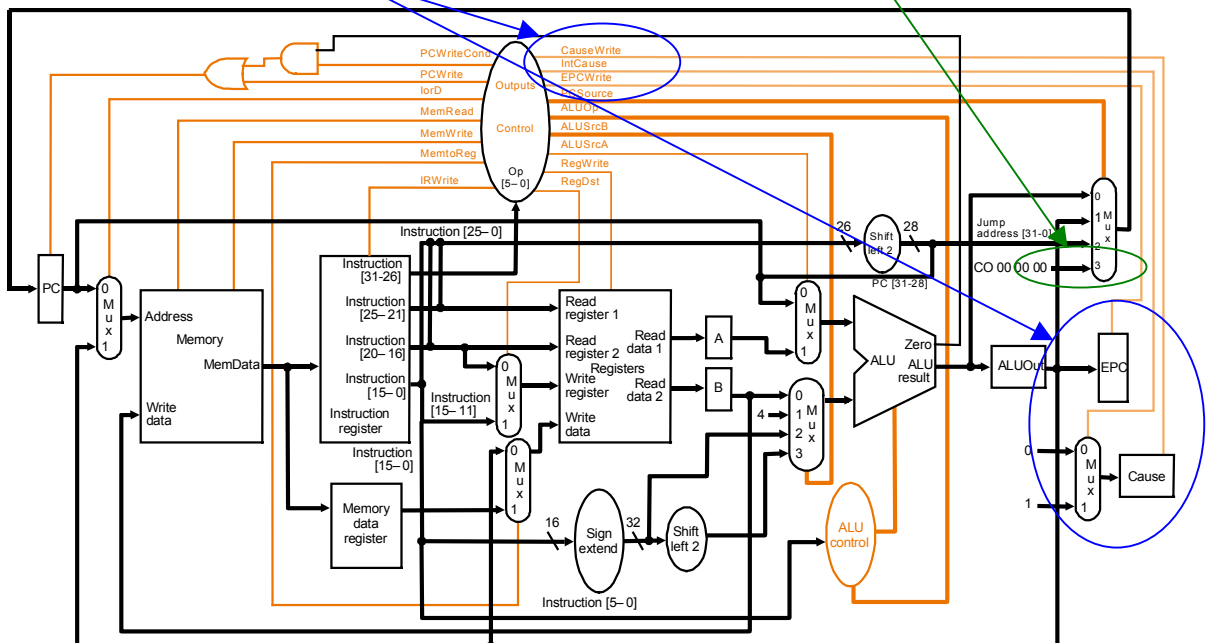 PCWriteCond
PCWrite
IorD
MemRead
MemWrite
MemtoReg
IRWrite
Outputs
Control
Op
[5–0]
CauseWrite
IntCause
EPCWrite
PCSource
ALUOp
ALUSrcB
ALUSrcA
RegWrite
RegDst
Instruction [25–0]
26
Shift
left 2
28
Jump
address [31-0]
PC [31-28]
CO 00 00 00
0
1
2
3
M
u
x
PC
0
M
u
x
1
Address
Memory
MemData
Write
data
Instruction
[31-26]
Instruction
[25–21]
Instruction
[20–16]
Instruction
[15–0]
Instruction
register
Instruction
[15–11]
Instruction
[15–0]
0
M
u
x
1
Read
register 1
Read
register 2
Registers
Write
register
Write
data
Read
data 1
Read
data 2
A
B
4
0
M
u
x
1
0
1
2
3
M
u
x
Zero
ALU
ALU
result
ALUOut
EPC
0
1
0
M
u
x
1
Cause
Memory
data
register
0
M
u
x
1
16
Sign
extend
32
Shift
left 2
ALU
control
Instruction [5–0]